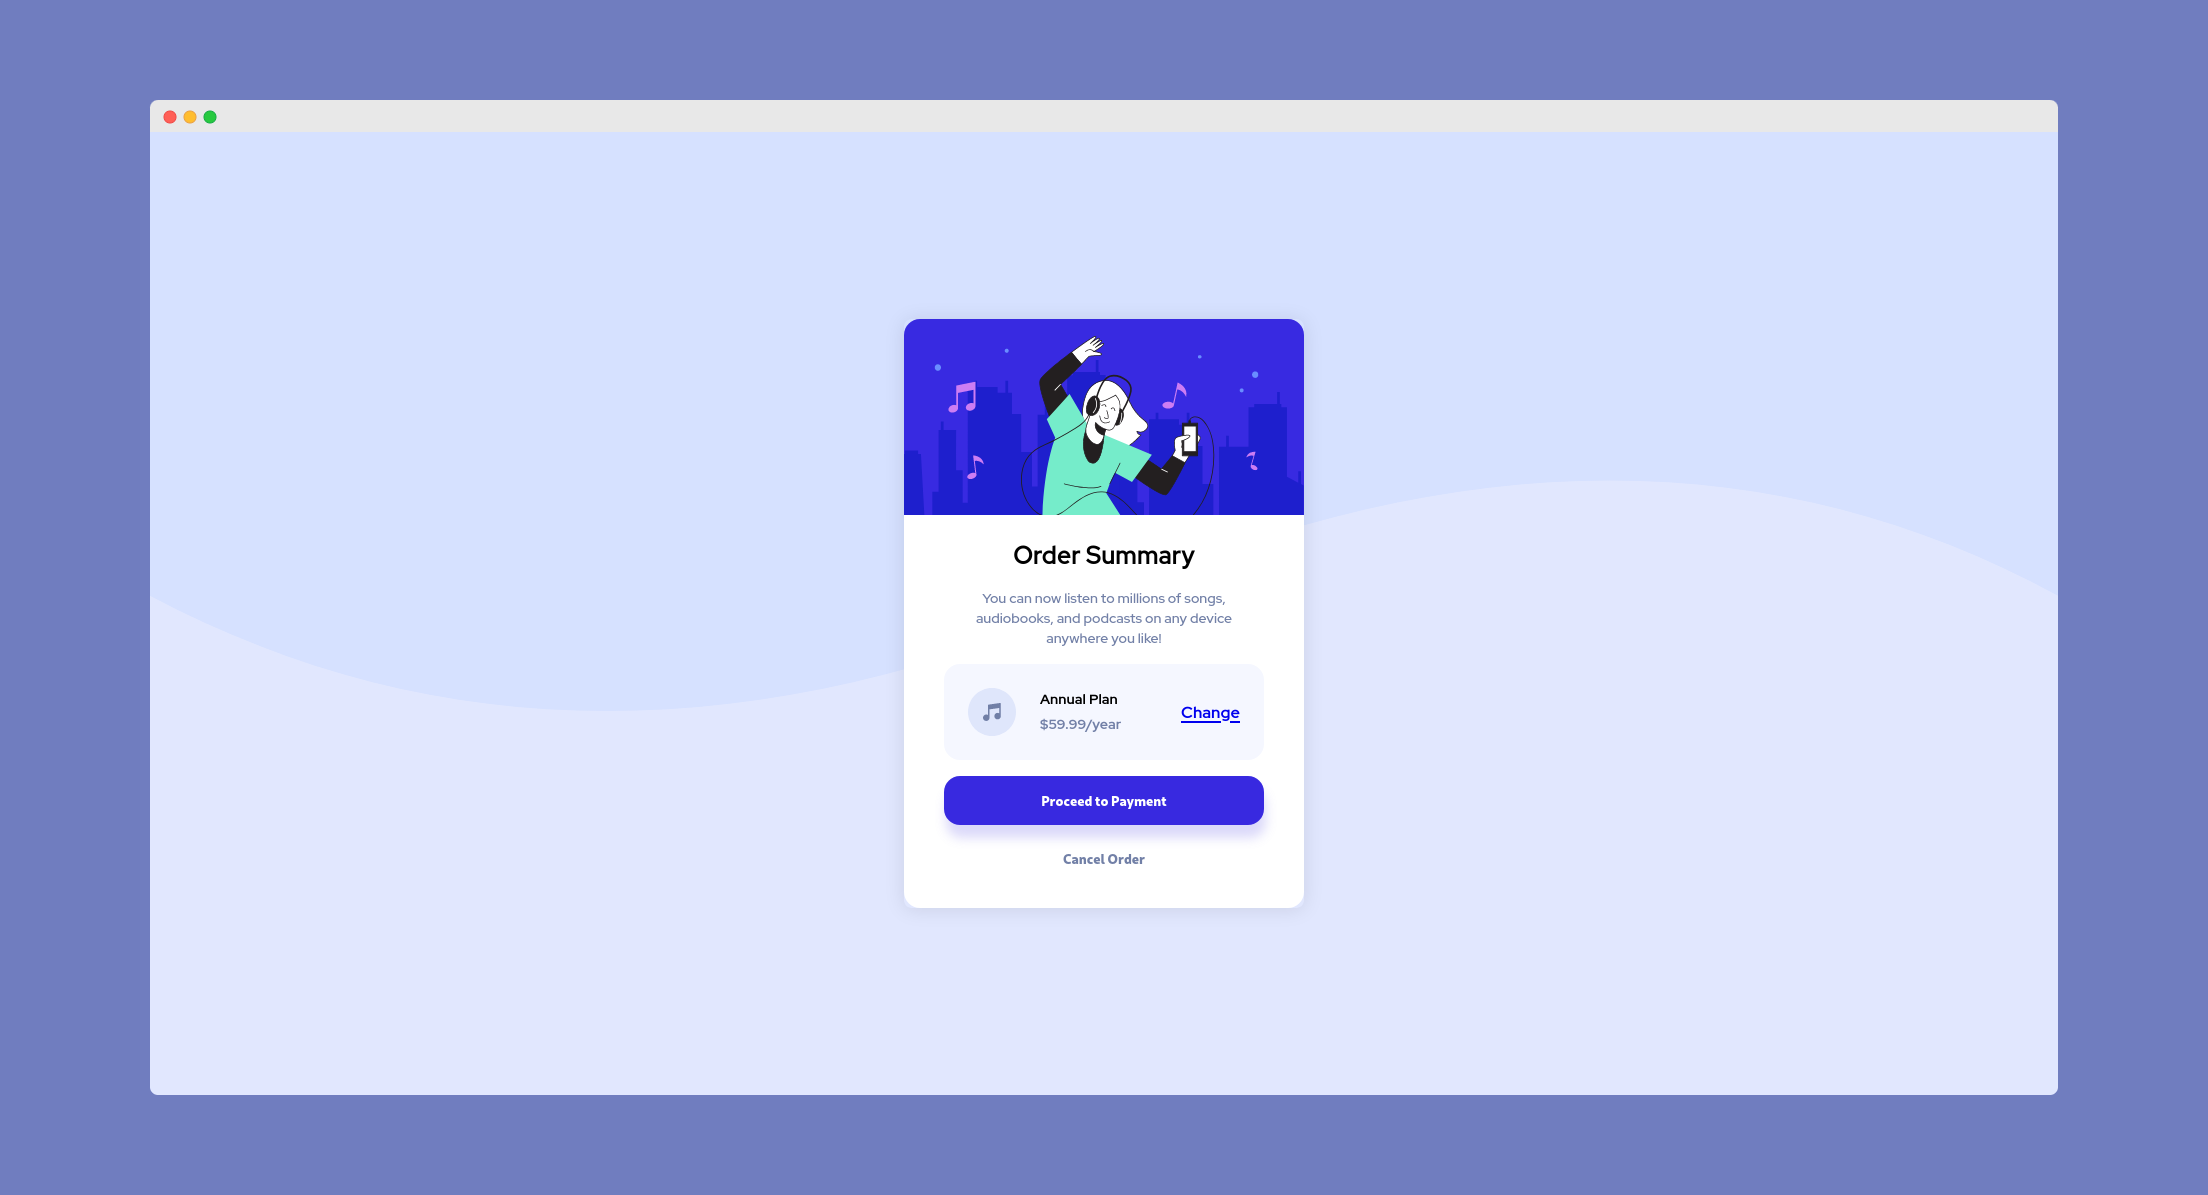 Order Summary
You can now listen to millions of songs,
audiobooks, and podcasts on any device
anywhere you like!
Annual Plan
$59.99/year
Change
Proceed to Payment
Cancel Order